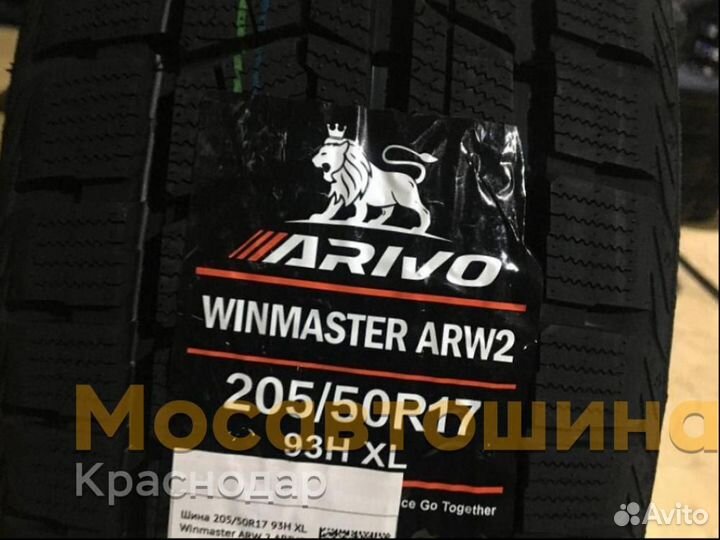 ARIVO
WINMASTER ARW2
205/50R17
93H XL
Мосавтошина
Краснодар
ce Go Together
Шина 205/50R17 93H XL
Winmaster ARW 2
Avito